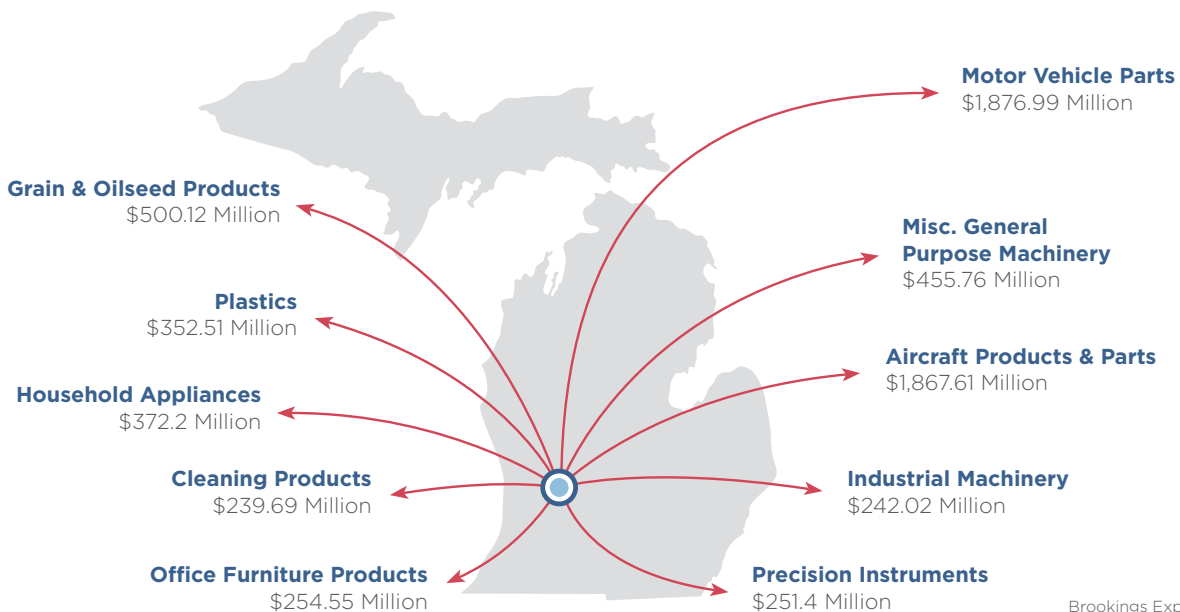 Motor Vehicle Parts
$1,876.99 Million
Grain & Oilseed Products
$500.12 Million
Misc. General
Purpose Machinery
$455.76 Million
Plastics
$352.51 Million
Aircraft Products & Parts
$1,867.61 Million
Household Appliances
$372.2 Million
Cleaning Products
$239.69 Million
Industrial Machinery
$242.02 Million
Office Furniture Products
$254.55 Million
Precision Instruments
$251.4 Million
Brookings Exp